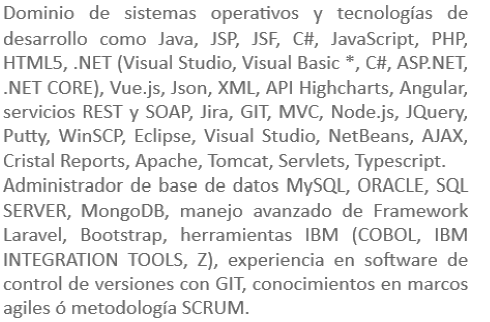 Dominio de sistemas operativos y tecnologías de
desarrollo como Java, JSP, JSF, C#, JavaScript, PHP,
HTML5, .NET (Visual Studio, Visual Basic *, C#, ASP.NET,
.NET CORE), Vue.js, Json, XML, API Highcharts, Angular,
servicios REST y SOAP, Jira, GIT, MVC, Node.js, JQuery,
Putty, WinSCP, Eclipse, Visual Studio, NetBeans, AJAX,
Cristal Reports, Apache, Tomcat, Servlets, Typescript.
Administrador de base de datos MySQL, ORACLE, SQL
SERVER, MongoDB, manejo avanzado de Framework
Laravel, Bootstrap, herramientas IBM (COBOL, IBM
INTEGRATION TOOLS, Z), experiencia en software de
control de versiones con GIT, conocimientos en marcos
agiles ó metodología SCRUM.